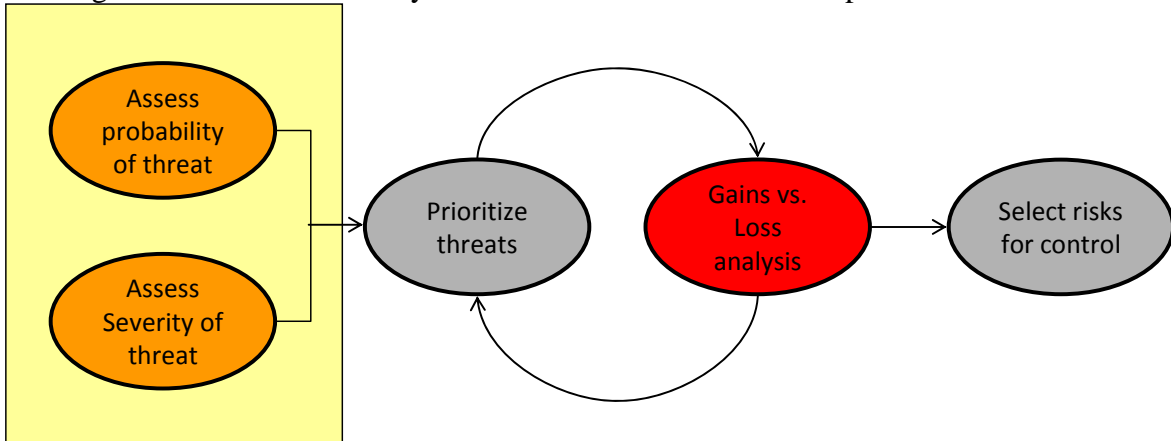 Assess
probability
of threat
Assess
Severity of
threat
Prioritize
threats
Gains vs.
Loss
analysis
Select risks
for control